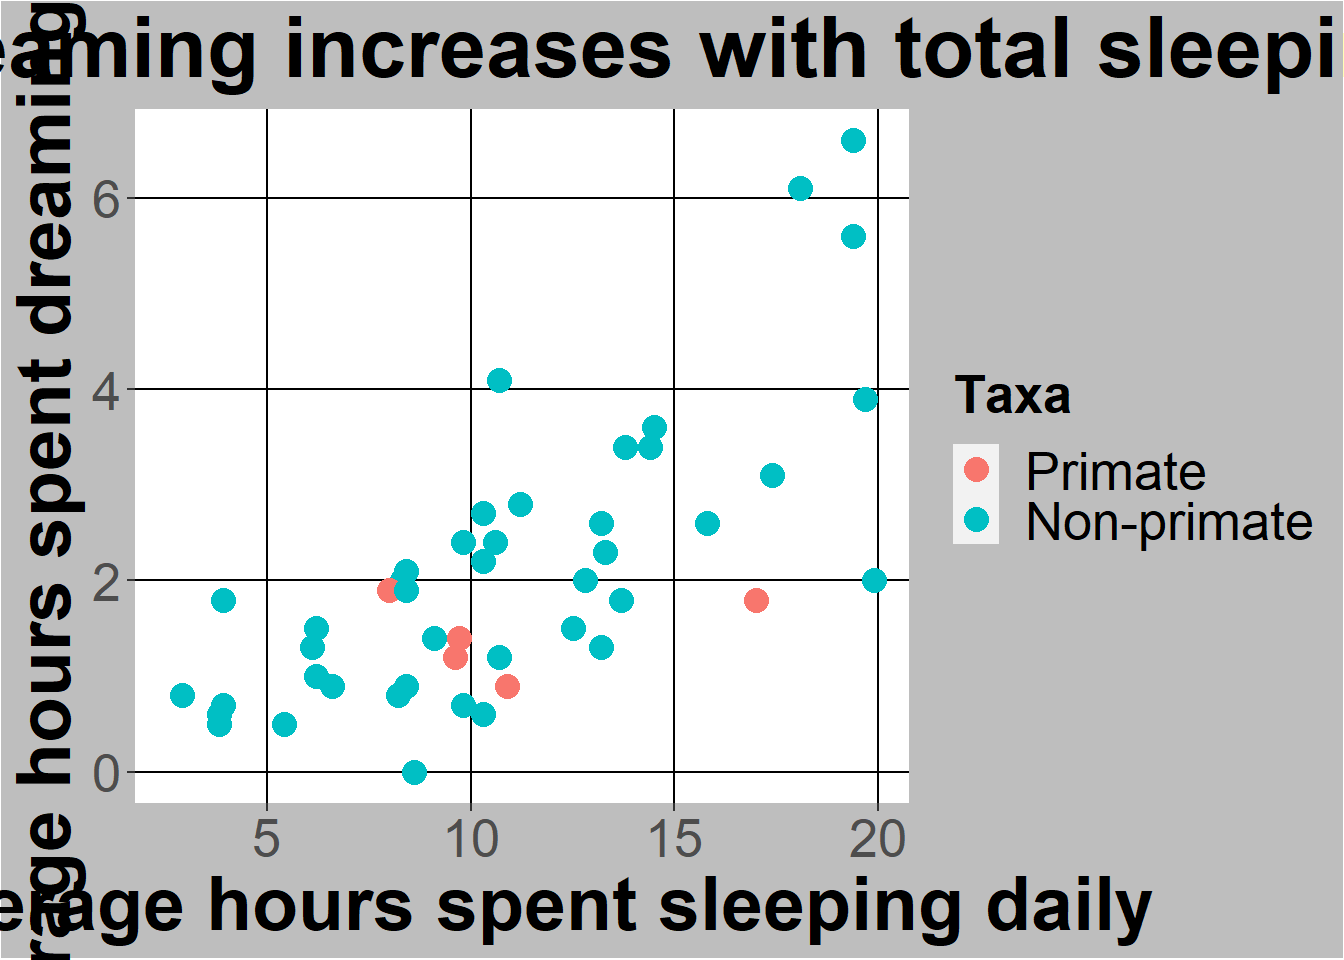 eaming increases with total sleepi
rage hours spent dreaming
6
4
2
0
5 10 15 20
erage hours spent sleeping daily
Taxa
Primate
Non-primate